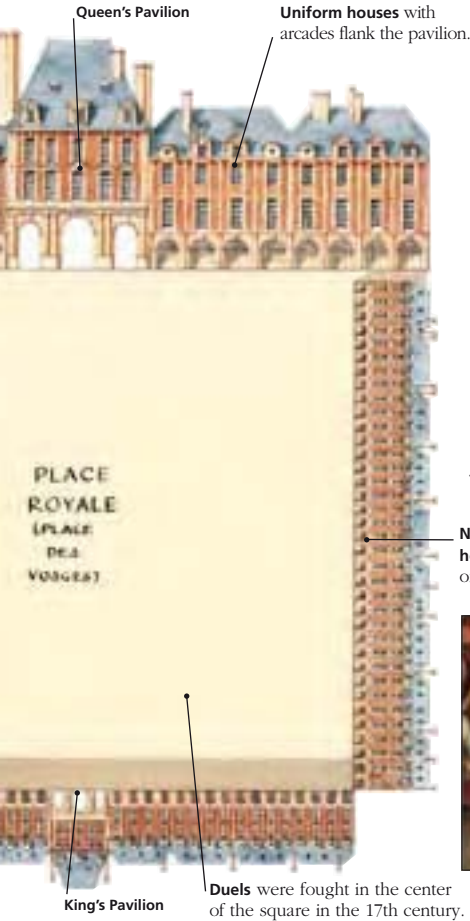 Queen's Pavilion
Uniform houses with
arcades flank the pavilion.
PLACE
ROYALE
(PLACE
DES
VOSGES)
King's Pavilion
Duels were fought in the center
of the square in the 17th century.